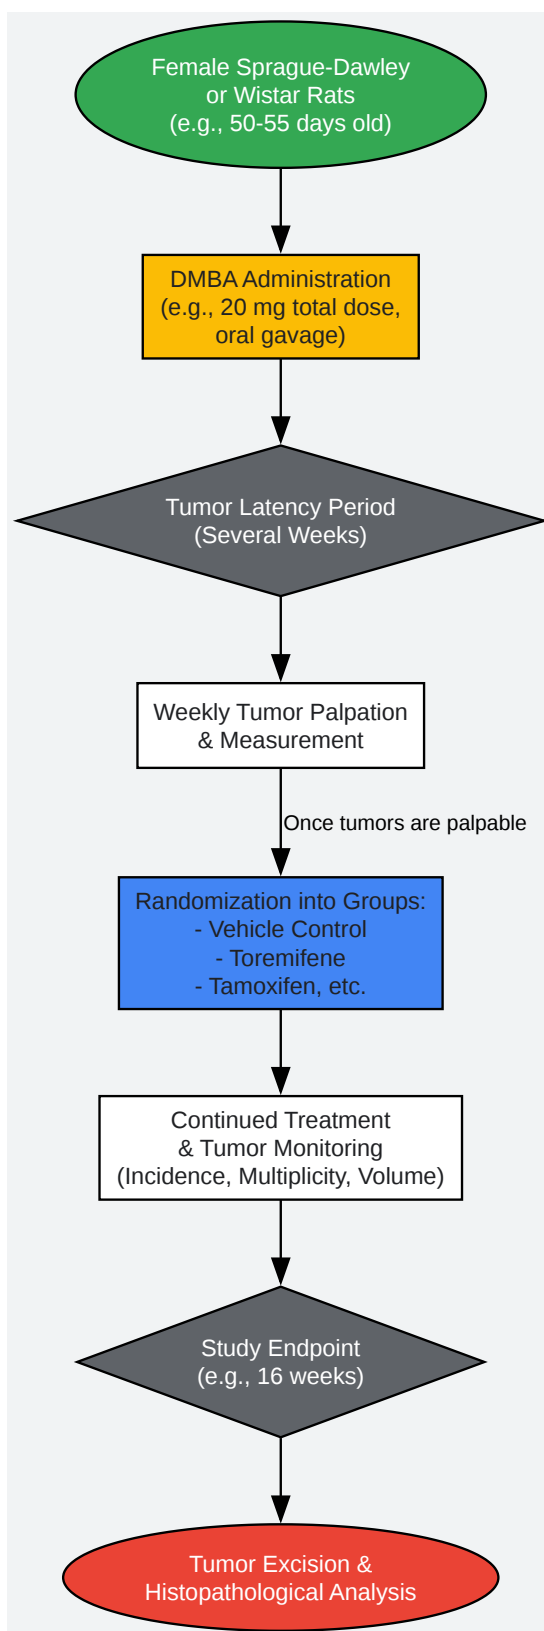 Female Sprague-Dawley
or Wistar Rats
(e.g., 50-55 days old)
DMBA Administration
(e.g., 20 mg total dose,
oral gavage)
Tumor Latency Period
(Several Weeks)
Weekly Tumor Palpation
& Measurement
Once tumors are palpable
Randomization into Groups:
- Vehicle Control
- Toremifene
- Tamoxifen, etc.
Continued Treatment
& Tumor Monitoring
(Incidence, Multiplicity, Volume)
Study Endpoint
(e.g., 16 weeks)
Tumor Excision &
Histopathological Analysis